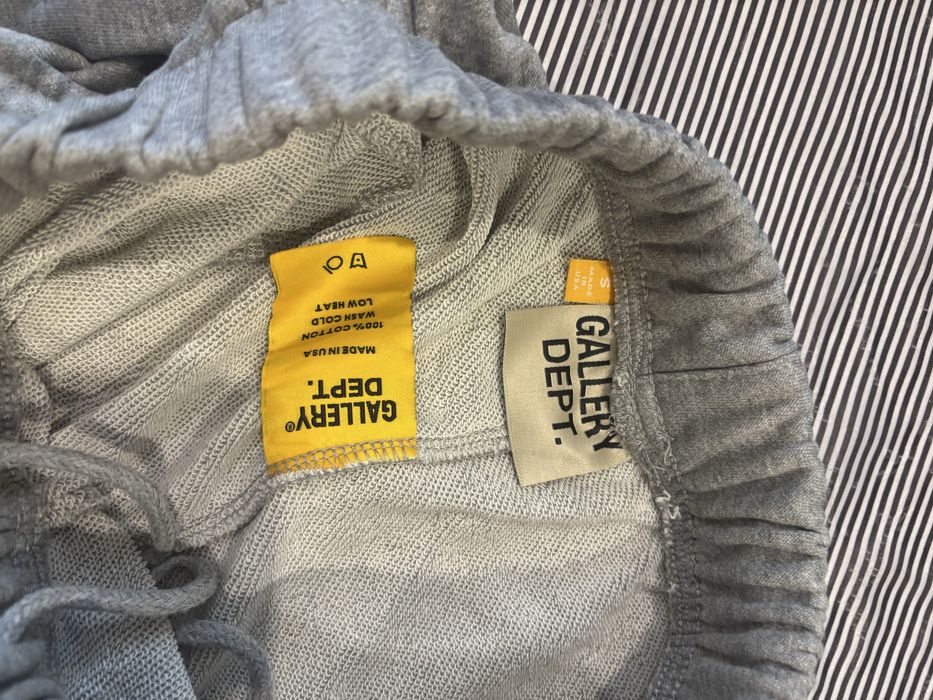 GALLERY®
DEPT.
MADE IN USA
100% COTTON
WASH COLD
LOW HEAT
S
MADE
IN
USA
GALLERY
DEPT.